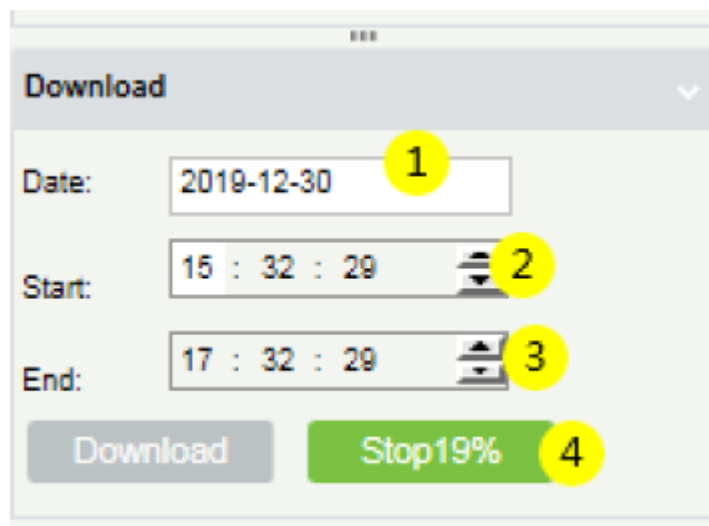 Download
Date: 2019-12-30 1
Start: 15 : 32 : 29 2
End: 17 : 32 : 29 3
Download Stop19% 4